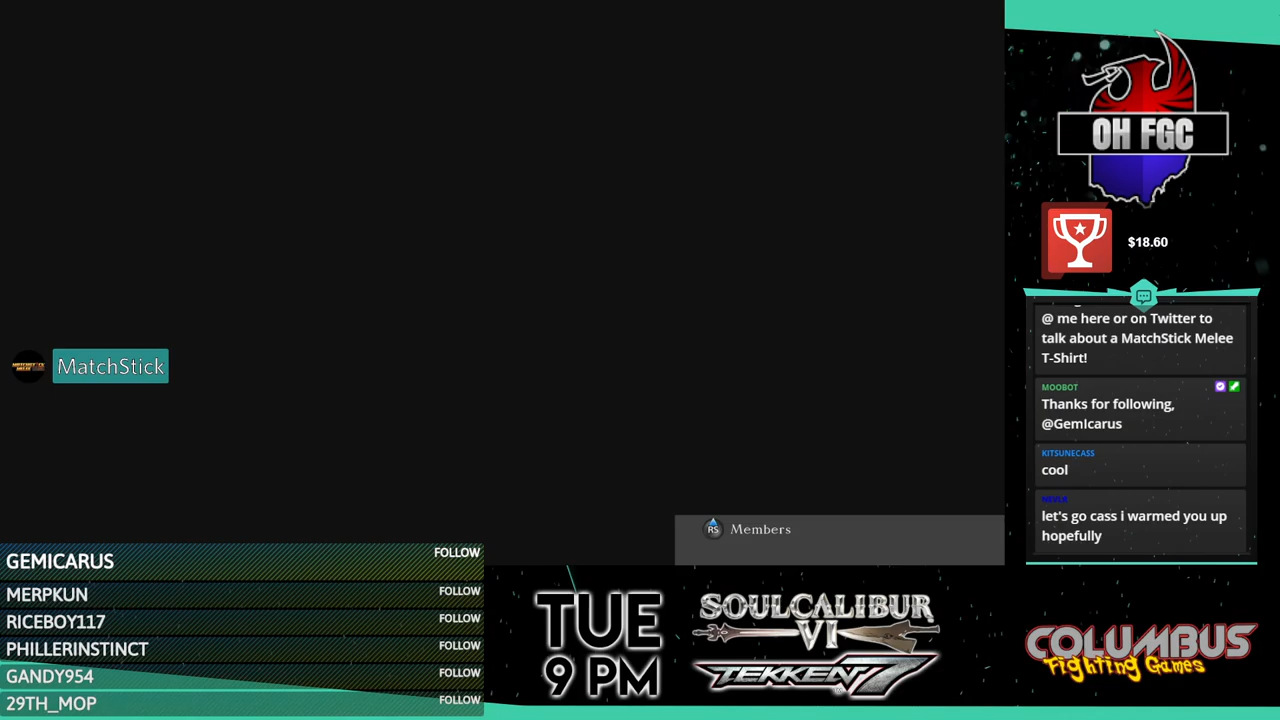 OH FGC
$18.60
@ me here or on Twitter to
talk about a MatchStick Melee
T-Shirt!
MOOBOT
Thanks for following,
@GemIcarus
KITSUNECASS
cool
let's go cass i warmed you up
hopefully
MatchStick
RS Members
GEMICARUS FOLLOW
MERPKUN FOLLOW
RICEBOY117 FOLLOW
PHILLERINSTINCT FOLLOW
GANDY954 FOLLOW
29TH_MOP FOLLOW
TUE
9 PM
SOULCALIBUR
VI
TEKKEN 7
COLUMBUS
Fighting Games